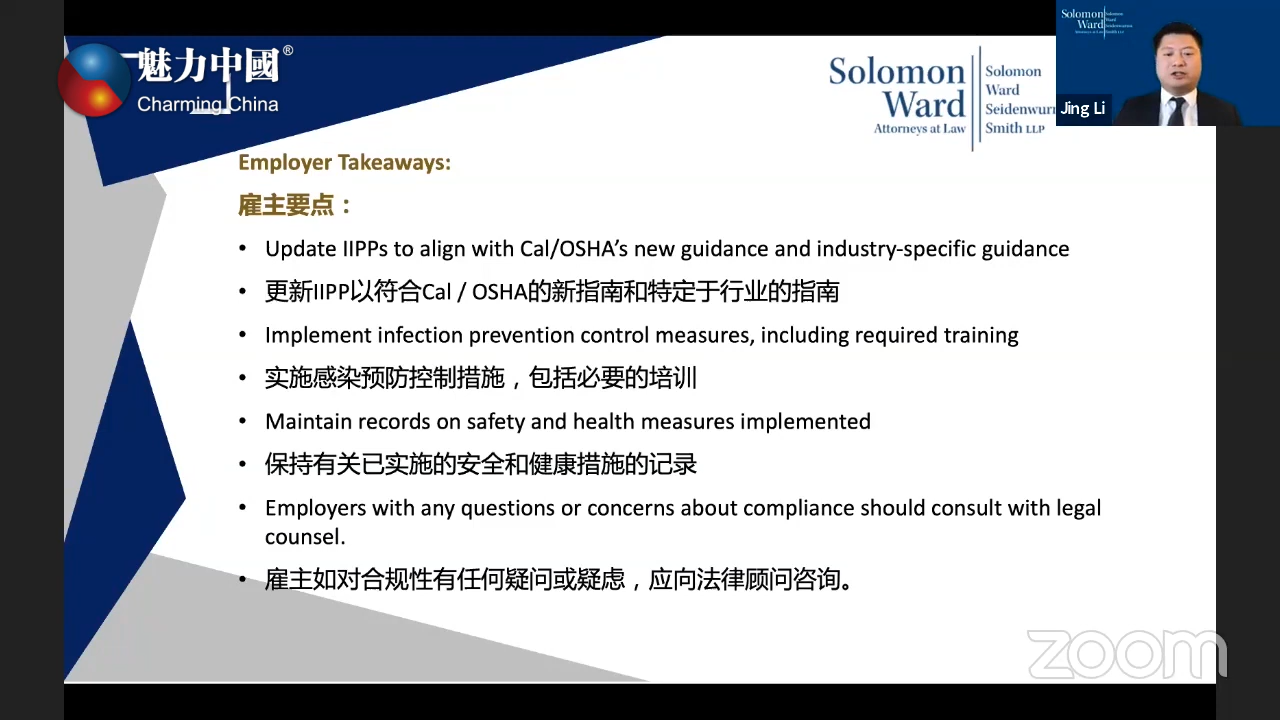 魅力中國®
Charming China
Solomon
Ward
Attorneys at Law
Solomon
Ward
Smith LLP
Solomon
Ward
Jing Li
Employer Takeaways:
雇主要点：
• Update IIPPs to align with Cal/OSHA’s new guidance and industry-specific guidance
• 更新IIPP以符合Cal / OSHA的新指南和特定于行业的指南
• Implement infection prevention control measures, including required training
• 实施感染预防控制措施，包括必要的培训
• Maintain records on safety and health measures implemented
• 保持有关已实施的安全和健康措施的记录
• Employers with any questions or concerns about compliance should consult with legal
counsel.
• 雇主如对合规性有任何疑问或疑虑，应向法律顾问咨询。
zoom